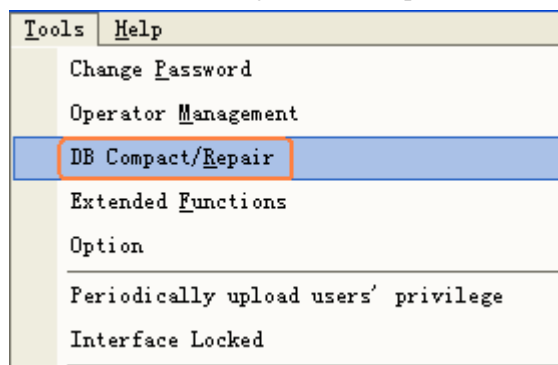 Tools Help
Change Password
Operator Management
DB Compact/Repair
Extended Functions
Option
Periodically upload users' privilege
Interface Locked